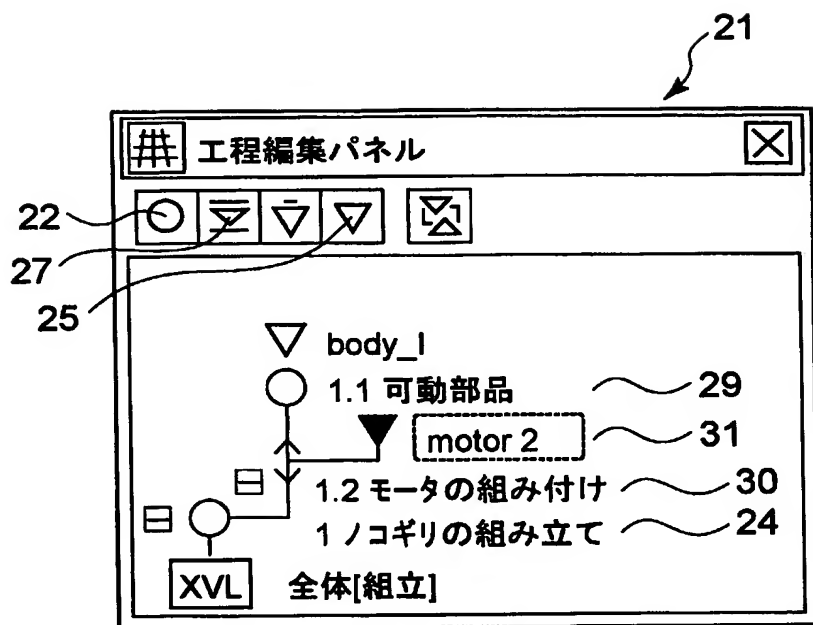 21
工程編集パネル
22
27
25
body_l
1.1 可動部品
29
motor 2
31
1.2 モータの組み付け
30
1 ノコギリの組み立て
24
XVL 全体[組立]